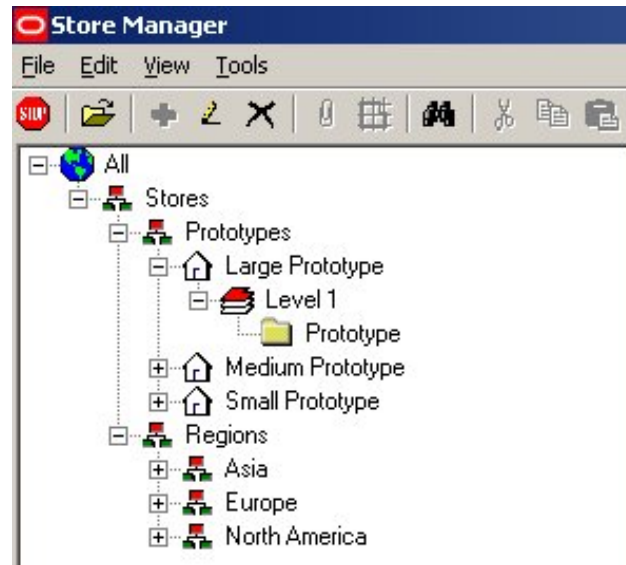 Store Manager
File Edit View Tools
STOP
All
Stores
Prototypes
Large Prototype
Level 1
Prototype
Medium Prototype
Small Prototype
Regions
Asia
Europe
North America